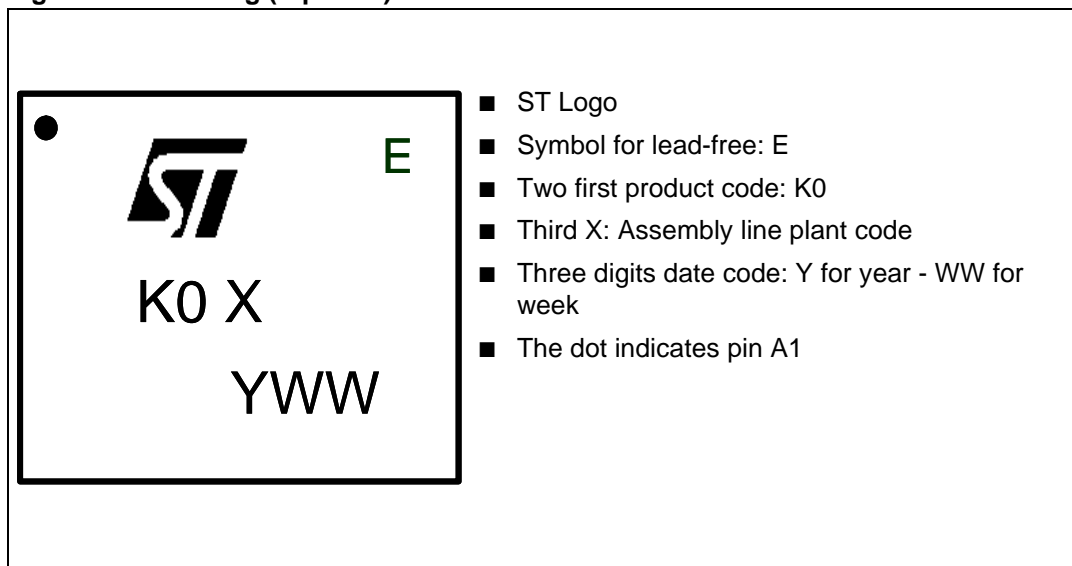 E
ST
K0 X
YWW
■ ST Logo
■ Symbol for lead-free: E
■ Two first product code: K0
■ Third X: Assembly line plant code
■ Three digits date code: Y for year - WW for
week
■ The dot indicates pin A1